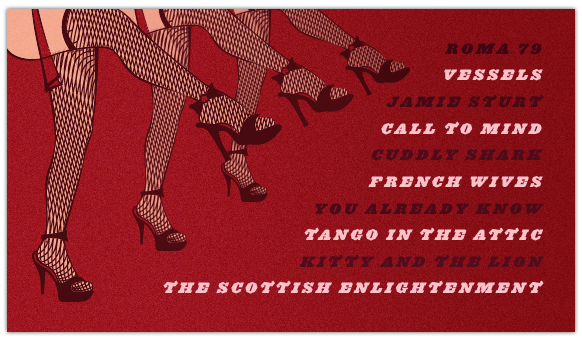 ROMA 79
VESSELS
JAMIE STURT
CALL TO MIND
CUDDLY SHARK
FRENCH WIVES
YOU ALREADY KNOW
TANGO IN THE ATTIC
KITTY AND THE LION
THE SCOTTISH ENLIGHTENMENT